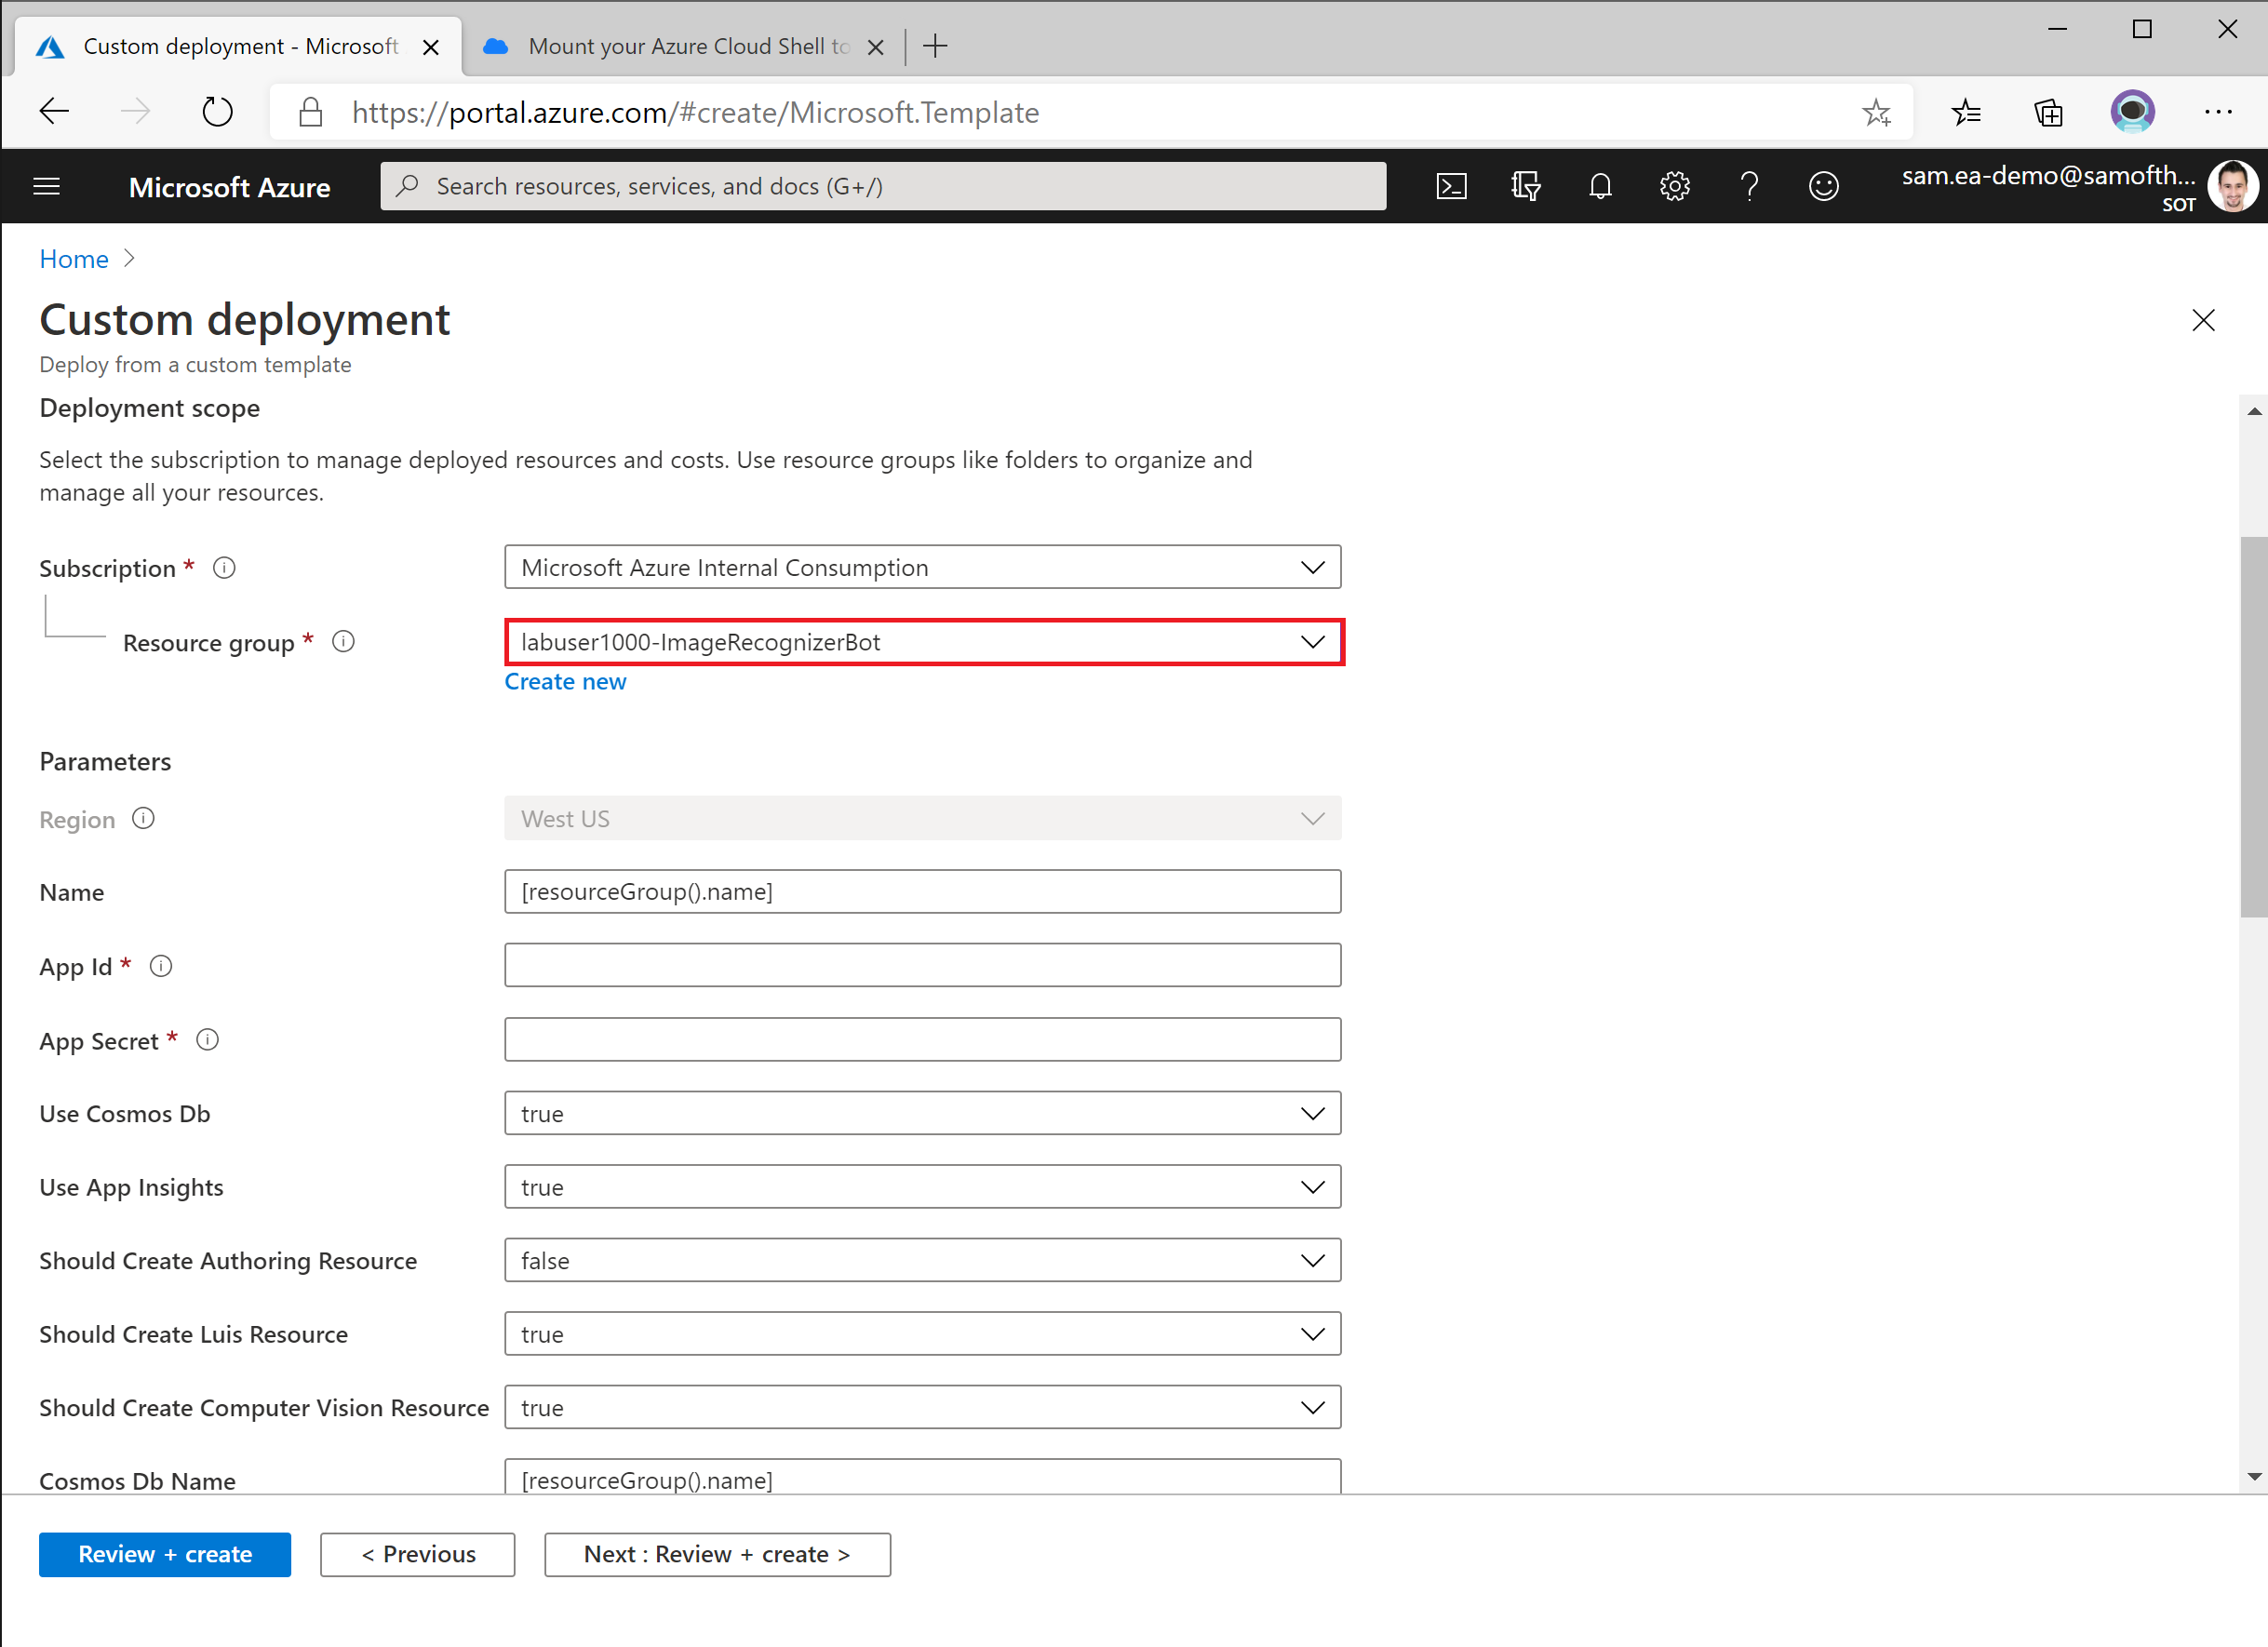 Custom deployment - Microsoft
Mount your Azure Cloud Shell to
https://portal.azure.com/#create/Microsoft.Template
Microsoft Azure
Search resources, services, and docs (G+/)
sam.ea-demo@samofth...
SOT
Home
Custom deployment
Deploy from a custom template
Deployment scope
Select the subscription to manage deployed resources and costs. Use resource groups like folders to organize and
manage all your resources.
Subscription *
Microsoft Azure Internal Consumption
Resource group *
labuser1000-ImageRecognizerBot
Create new
Parameters
Region
West US
Name
[resourceGroup().name]
App Id *
App Secret *
Use Cosmos Db
true
Use App Insights
true
Should Create Authoring Resource
false
Should Create Luis Resource
true
Should Create Computer Vision Resource
true
Cosmos Db Name
[resourceGroup().name]
Review + create
< Previous
Next : Review + create >